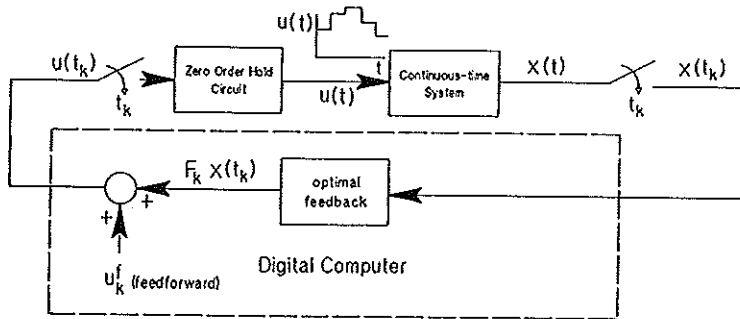 u(t)
t
u(t_k)
t_k
Zero Order Hold
Circuit
u(t)
Continuous-time
System
X(t)
t_k
X(t_k)
F_k X(t_k)
optimal
feedback
+
+
u_k^f (feedforward)
Digital Computer